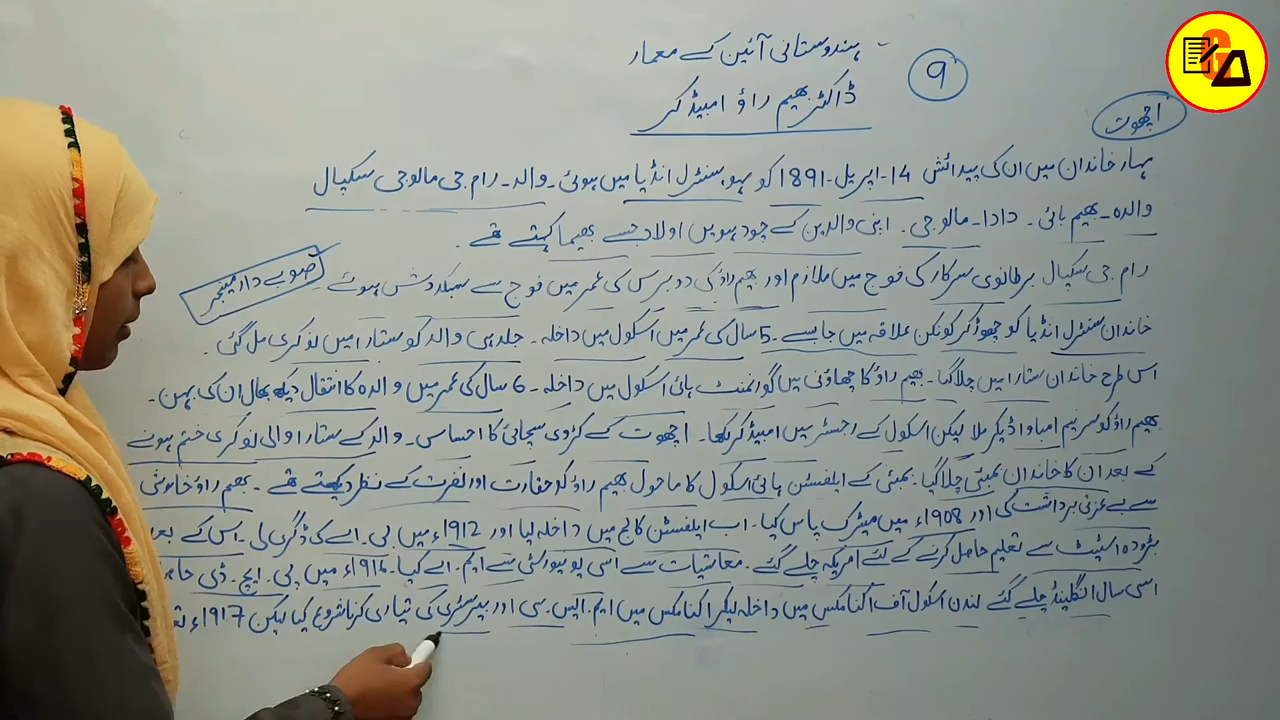 ہندوستانی آئین کے معمار
۹
ڈاکٹر بھیم راؤ امبیڈکر
اچھوت
مہار خاندان میں ان کی پیدائش 14-اپریل-1891 کو مہو، سنٹرل انڈیا میں ہوئی - والد - رام جی مالوجی سکپال
والدہ - بھیم بائی - دادا - مالوجی - اپنی والدین کے چودہویں اولاد جسے بھیما کہتے تھے -
رام جی سکپال برطانوی سرکار کی فوج میں ملازم اور بھیم راؤ کی دو برس کی عمر میں فوج سے سبکدوش ہوئے -
صوبے دار میجر
خاندان سنٹرل انڈیا کو چھوڑ کر کونکن علاقہ میں جا بسے - 5 سال کی عمر میں اسکول میں داخلہ - جلد ہی والد کو ستارا میں نوکری مل گئی -
اس طرح خاندان ستارا میں چلا گیا - بھیم راؤ کا چھاؤنی میں گورنمنٹ ہائی اسکول میں داخلہ - 6 سال کی عمر میں والدہ کا انتقال دیکھ بھال ان کی بہن -
بھیم راؤ کو سرنیم امباواڈیکر ملا لیکن اسکول کے رجسٹر میں امبیڈکر رکھا - اچھوت کے کڑوی سچائی کا احساس - والد کے ستارا والی نوکری ختم ہونے
کے بعد ان کا خاندان بمبئی چلا گیا - بمبئی کے ایلفسٹن ہائی اسکول کا ماحول بھیم راؤ کو حقارت اور نفرت کے نظر دیکھتے تھے - بھیم راؤ خاموشی
سے بے عزتی برداشت کی اور 1908ء میں میٹرک پاس کیا - اب ایلفسٹن کالج میں داخلہ لیا اور 1912ء میں بی - اے کی ڈگری لی - اس کے بعد
بڑودہ اسٹیٹ سے تعلیم حاصل کرنے کے لئے امریکہ چلے گئے - معاشیات سے اسی یونیورسٹی سے ایم - اے کیا - 1916ء میں پی - ایچ - ڈی
اسی سال انگلینڈ چلے گئے لندن اسکول آف اکنامکس میں داخلہ لیکر اکنامکس میں ایم - ایس - سی اور بیرسٹری کی تیاری کرنا شروع کیا لیکن 1917ء